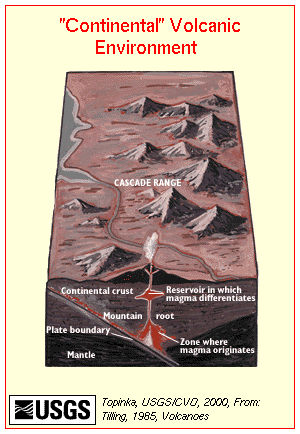 "Continental" Volcanic
Environment
CASCADE RANGE
Continental crust
Reservoir in which
magma differentiates
Mountain root
Plate boundary
Zone where
magma originates
Mantle
USGS
Topinka, USGS/CVO, 2000, From:
Tilling, 1985, Volcanoes